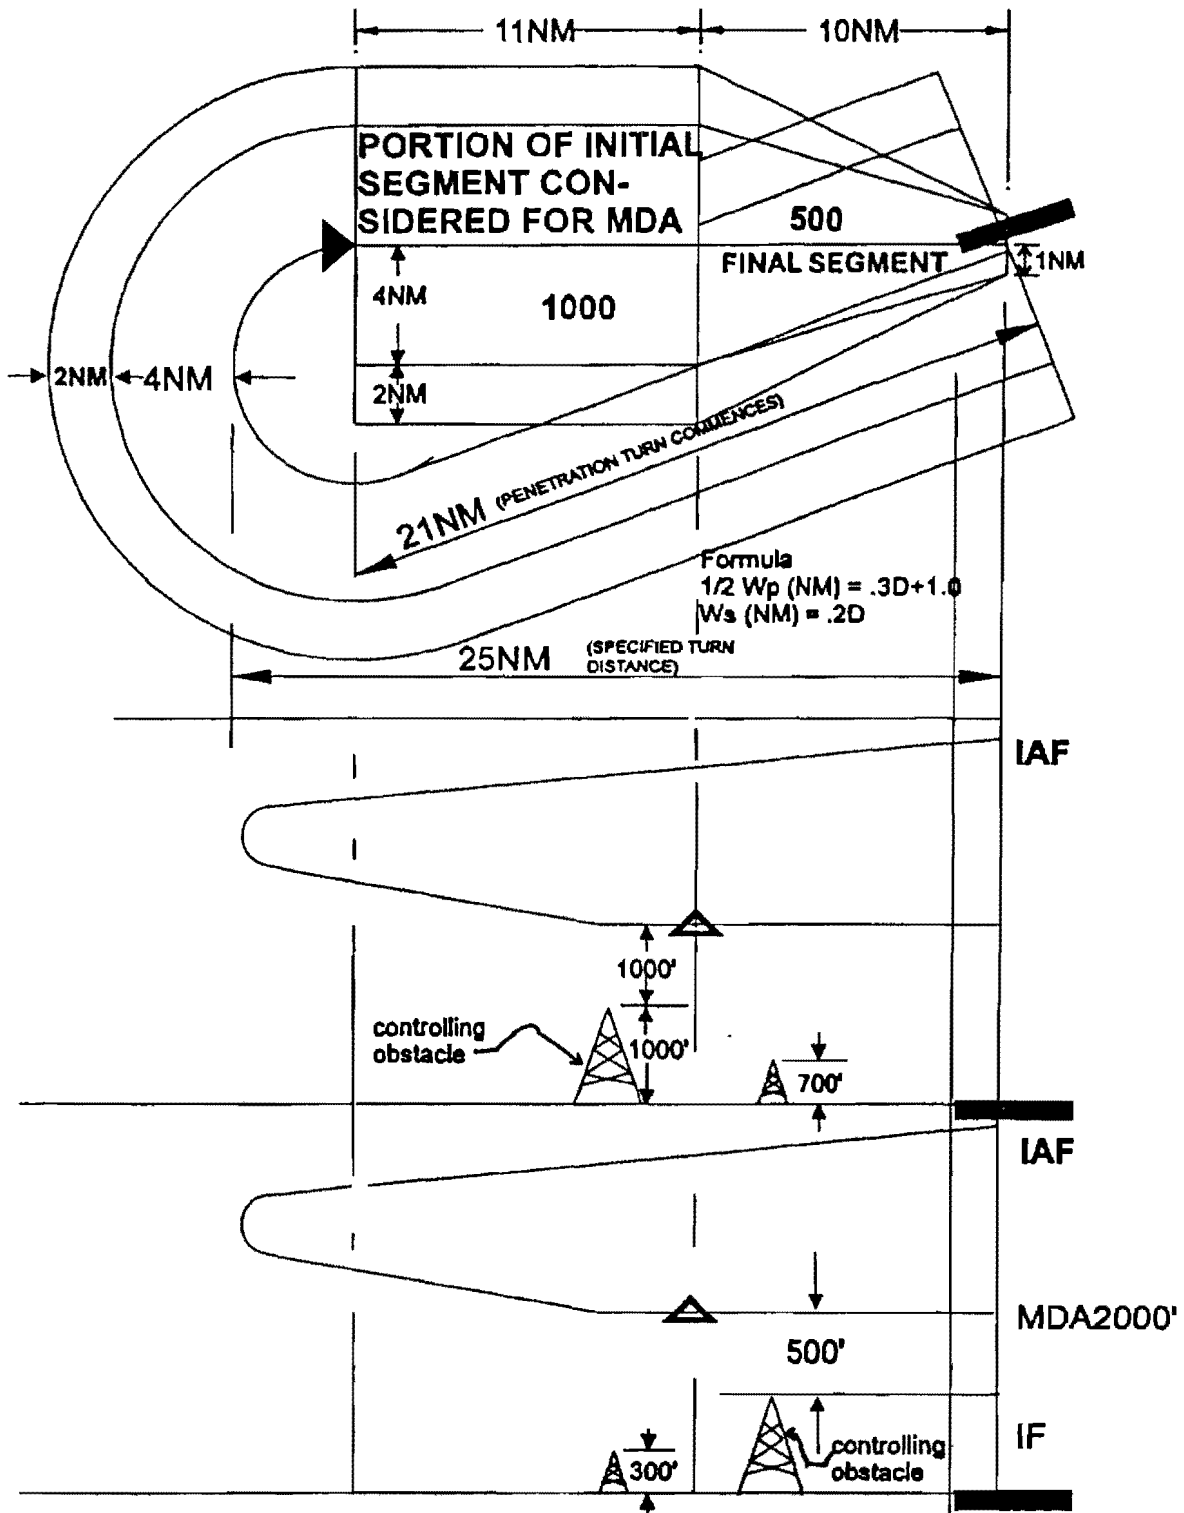 11NM
10NM
PORTION OF INITIAL
SEGMENT CON-
SIDERED FOR MDA
500
FINAL SEGMENT
1NM
4NM
1000
2NM
4NM
2NM
21NM (PENETRATION TURN COMMENCES)
Formula
1/2 Wp (NM) = .3D+1.0
Ws (NM) = .2D
25NM (SPECIFIED TURN
DISTANCE)
IAF
1000'
controlling
obstacle
1000'
700'
IAF
MDA2000'
500'
IF
controlling
obstacle
300'